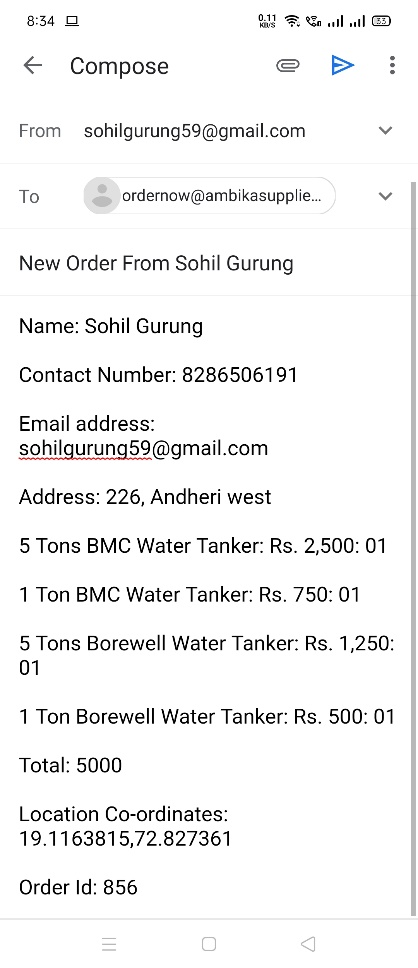 8:34
0.11
KB/S
33
Compose
From sohilgurung59@gmail.com
To ordernow@ambikasupplie...
New Order From Sohil Gurung
Name: Sohil Gurung
Contact Number: 8286506191
Email address:
sohilgurung59@gmail.com
Address: 226, Andheri west
5 Tons BMC Water Tanker: Rs. 2,500: 01
1 Ton BMC Water Tanker: Rs. 750: 01
5 Tons Borewell Water Tanker: Rs. 1,250:
01
1 Ton Borewell Water Tanker: Rs. 500: 01
Total: 5000
Location Co-ordinates:
19.1163815,72.827361
Order Id: 856